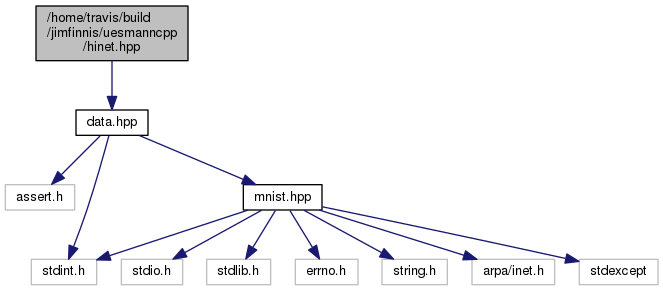 /home/travis/build
/jimfinnis/uesmanncpp
/hinet.hpp
data.hpp
assert.h
mnist.hpp
stdint.h
stdio.h
stdlib.h
errno.h
string.h
arpa/inet.h
stdexcept